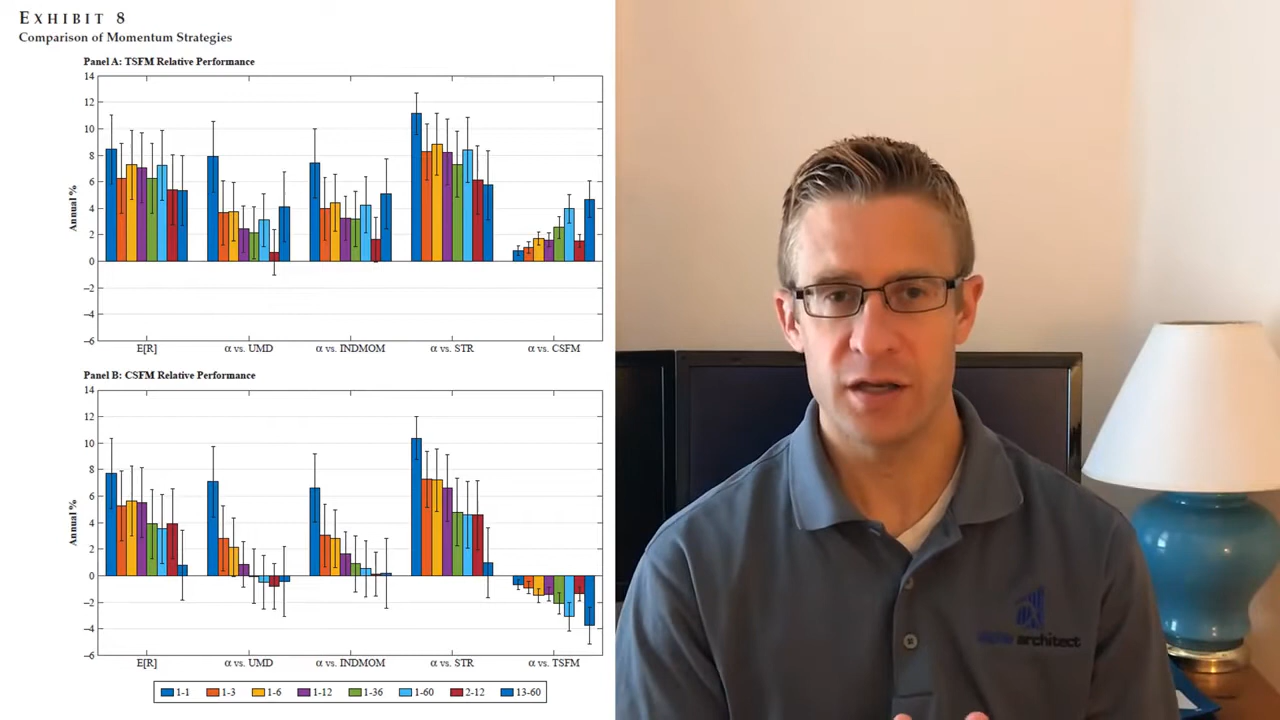 EXHIBIT 8
Comparison of Momentum Strategies
Panel A: TSFM Relative Performance
14
12
10
8
6
4
2
0
−2
−4
−6
Annual %
E[R] α vs. UMD α vs. INDMOM α vs. STR α vs. CSFM
Panel B: CSFM Relative Performance
14
12
10
8
6
4
2
0
−2
−4
−6
Annual %
E[R] α vs. UMD α vs. INDMOM α vs. STR α vs. TSFM
1-1 1-3 1-6 1-12 1-36 1-60 2-12 13-60
architect